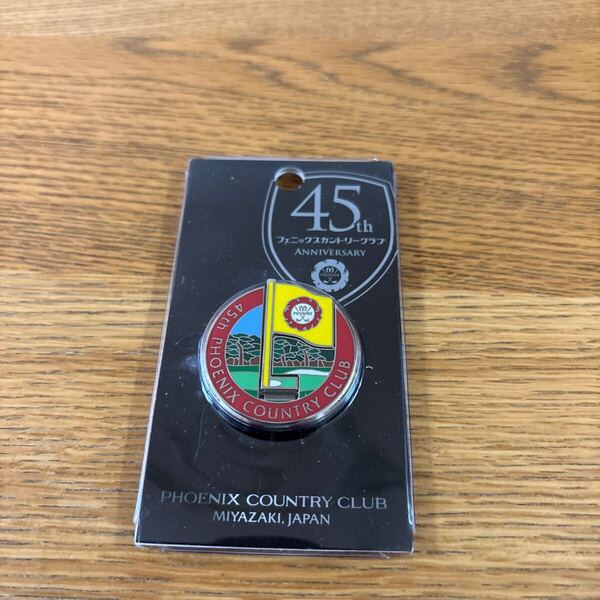 45th
フェニックスカントリークラブ
ANNIVERSARY
45th PHOENIX COUNTRY CLUB
PHOENIX COUNTRY CLUB
MIYAZAKI, JAPAN